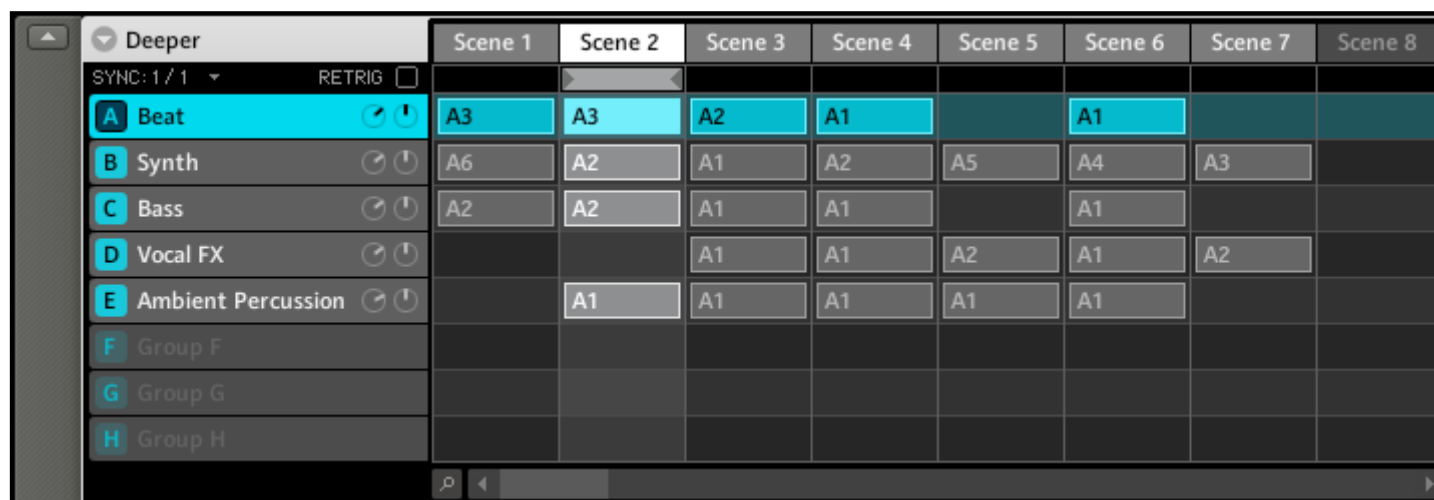 Deeper Scene 1 Scene 2 Scene 3 Scene 4 Scene 5 Scene 6 Scene 7 Scene 8
SYNC: 1/1 RETRIG
A Beat A3 A3 A2 A1 A1
B Synth A6 A2 A1 A2 A5 A4 A3
C Bass A2 A2 A1 A1 A1
D Vocal FX A1 A1 A2 A1 A2
E Ambient Percussion A1 A1 A1 A1 A1
F Group F
G Group G
H Group H